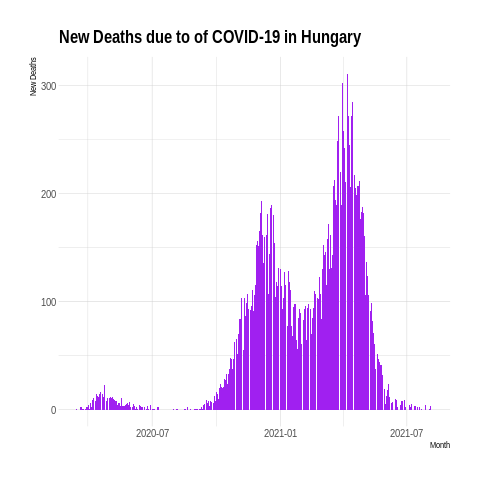 New Deaths due to of COVID-19 in Hungary
New Deaths
300
200
100
0
2020-07
2021-01
2021-07
Month